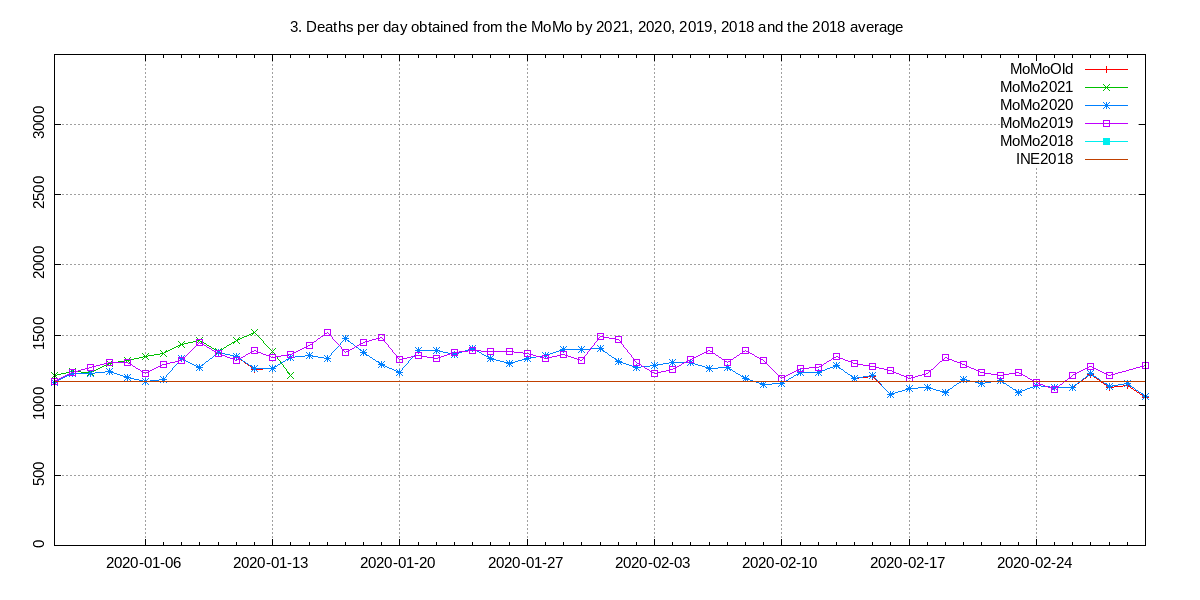 3. Deaths per day obtained from the MoMo by 2021, 2020, 2019, 2018 and the 2018 average
MoMoOld
MoMo2021
MoMo2020
MoMo2019
MoMo2018
INE2018
3000
2500
2000
1500
1000
500
0
2020-01-06 2020-01-13 2020-01-20 2020-01-27 2020-02-03 2020-02-10 2020-02-17 2020-02-24